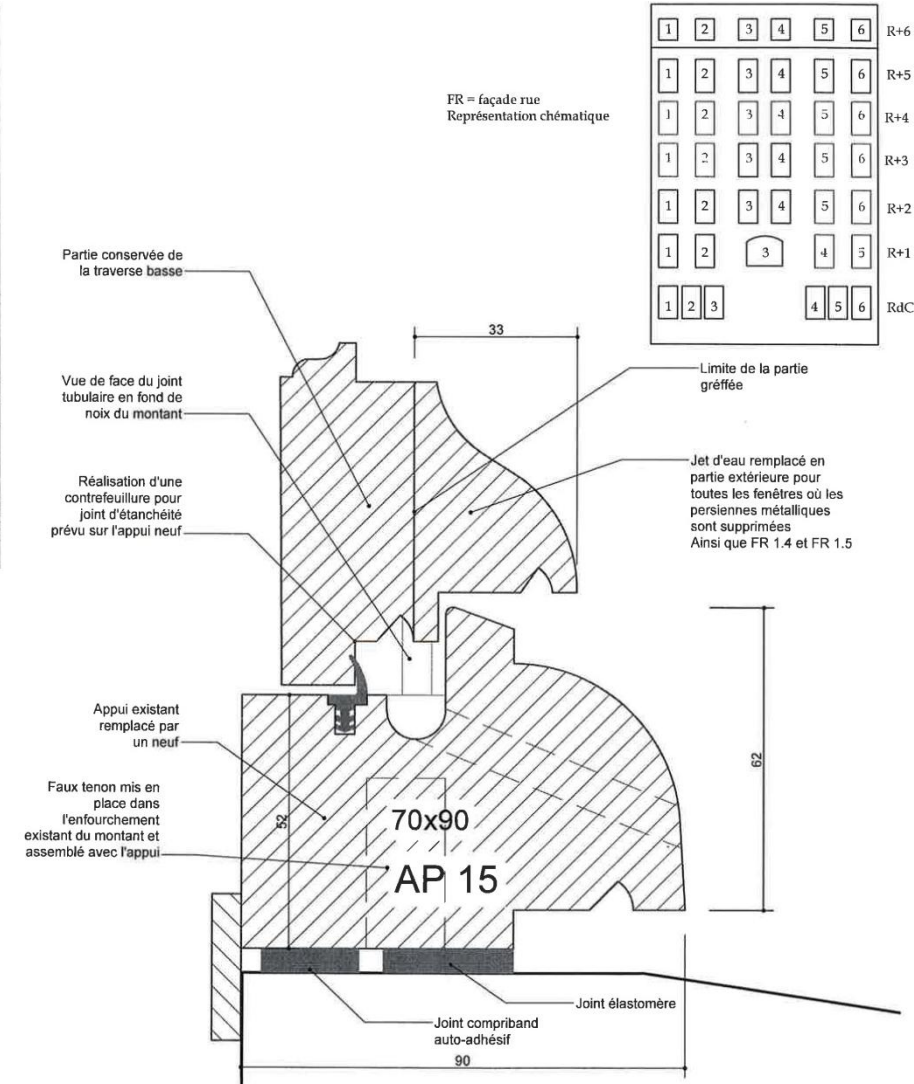 1 2 3 4 5 6 R+6
1 2 3 4 5 6 R+5
1 2 3 4 5 6 R+4
1 2 3 4 5 6 R+3
1 2 3 4 5 6 R+2
1 2 3 4 5 R+1
1 2 3 4 5 6 RdC
FR = façade rue
Représentation chématique
Partie conservée de
la traverse basse
33
Limite de la partie
gréffée
Vue de face du joint
tubulaire en fond de
noix du montant
Jet d'eau remplacé en
partie extérieure pour
toutes les fenêtres où les
persiennes métalliques
sont supprimées
Ainsi que FR 1.4 et FR 1.5
Réalisation d'une
contrefeuillure pour
joint d'étanchéité
prévu sur l'appui neuf
Appui existant
remplacé par
un neuf
62
Faux tenon mis en
place dans
l'enfourchement
existant du montant et
assemblé avec l'appui
52
70x90
AP 15
Joint élastomère
Joint compriband
auto-adhésif
90